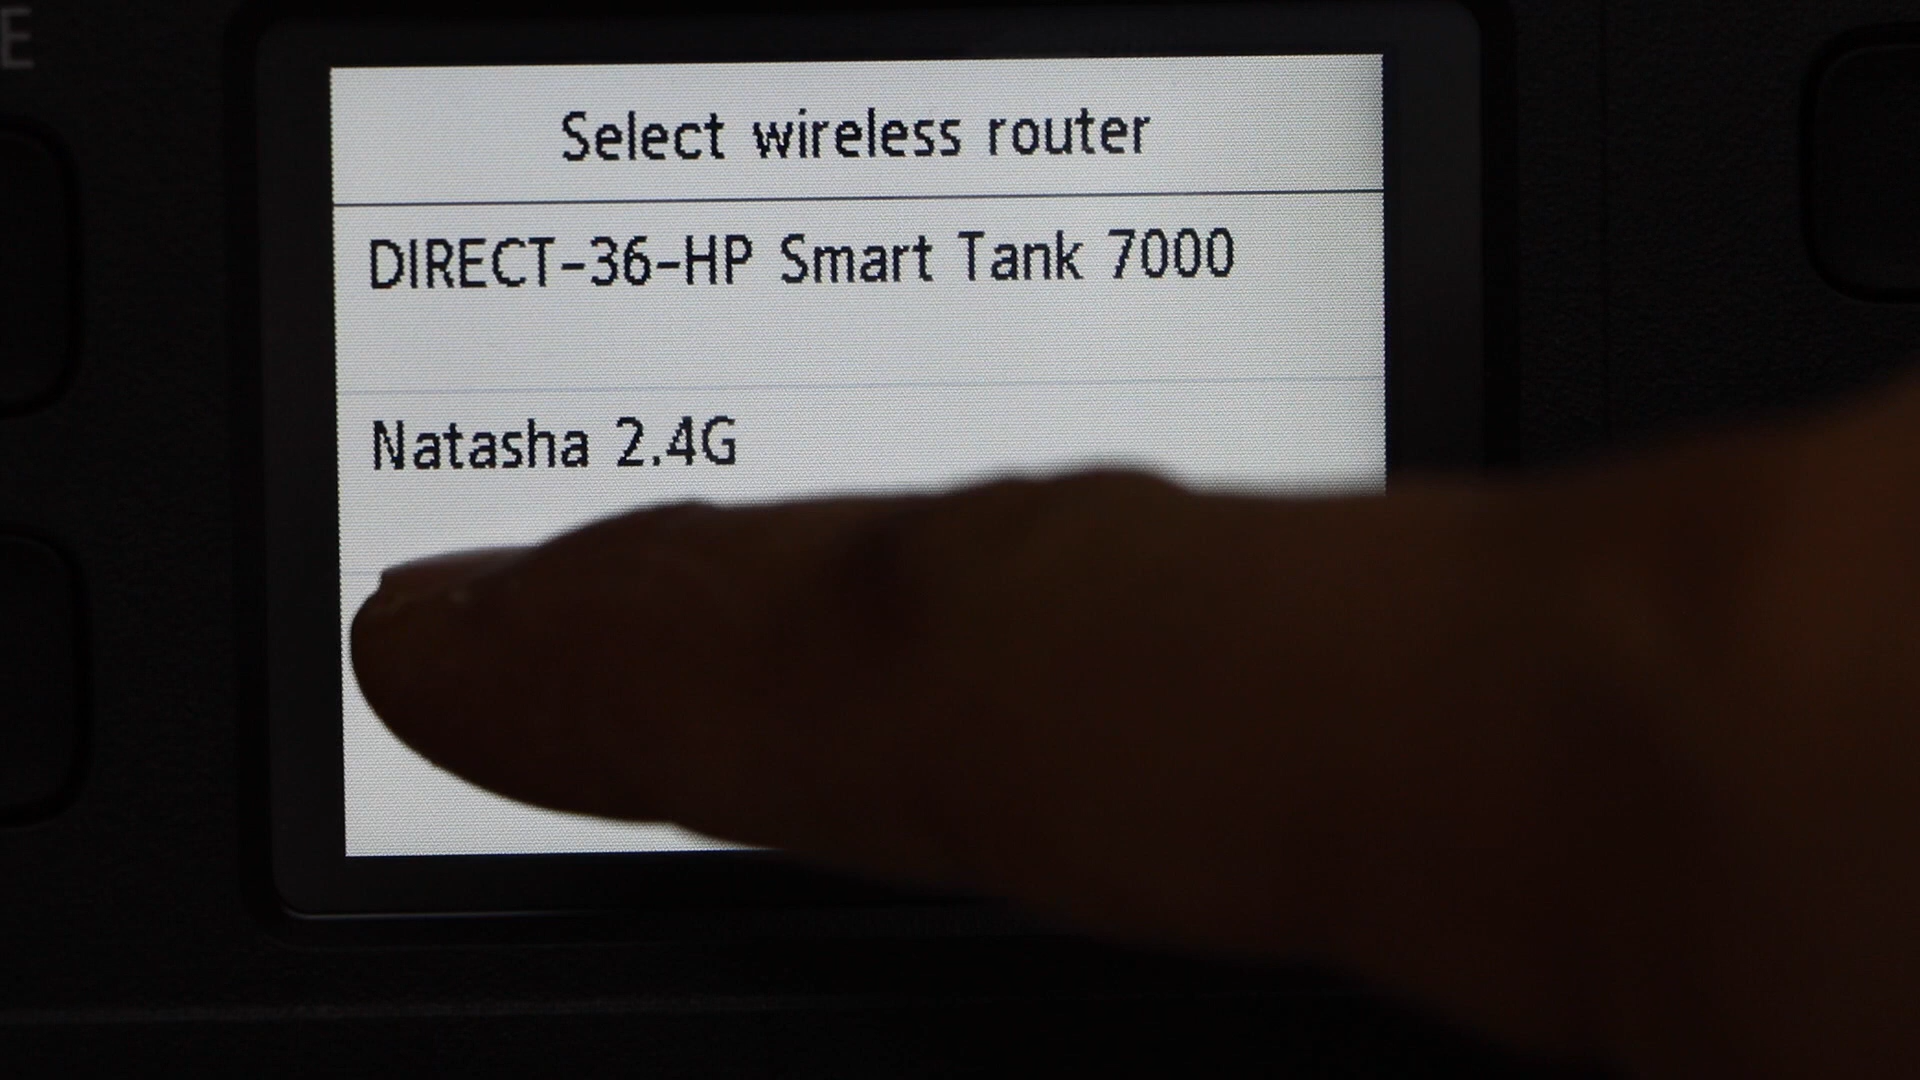 E
Select wireless router
DIRECT-36-HP Smart Tank 7000
Natasha 2.4G